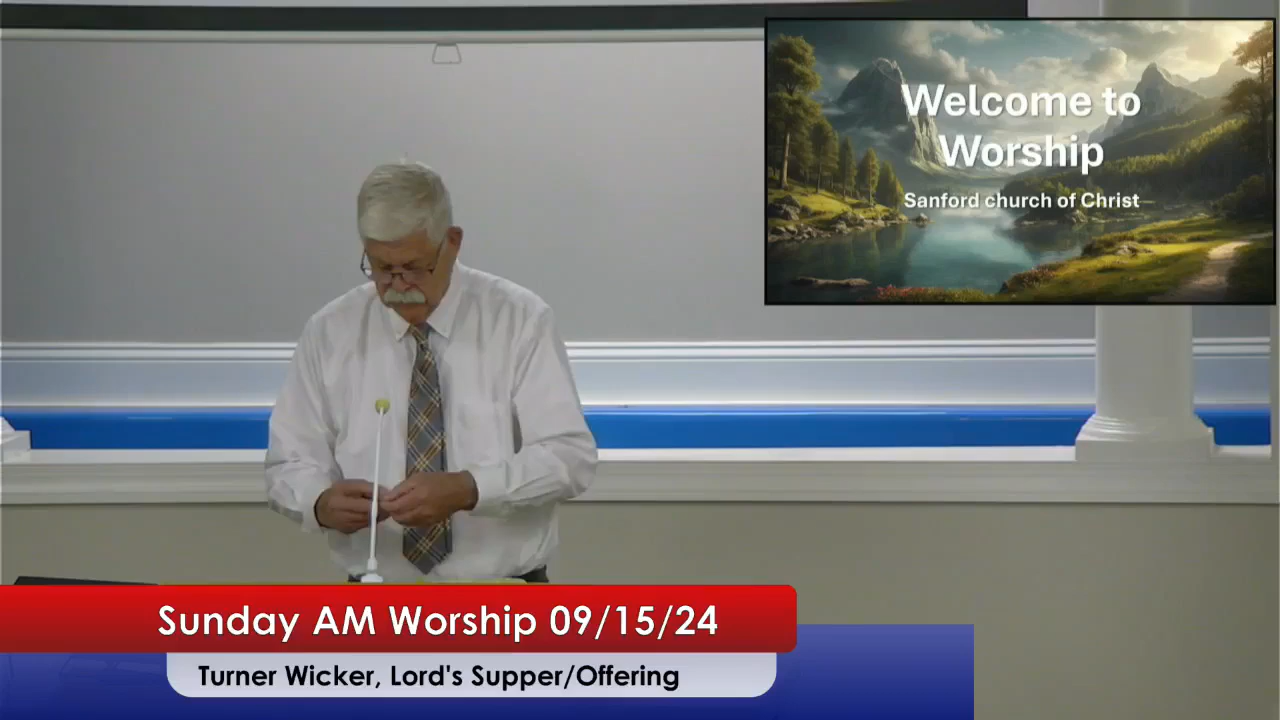 Welcome to
Worship
Sanford church of Christ
Sunday AM Worship 09/15/24
Turner Wicker, Lord's Supper/Offering